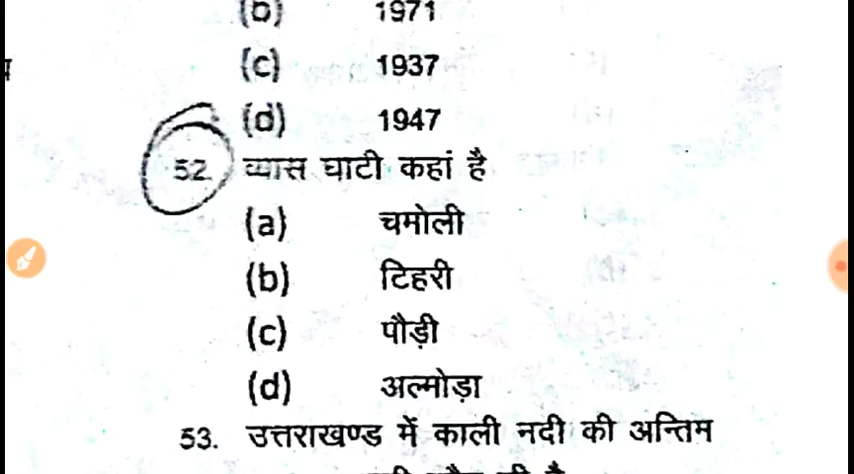 (b) 1971
(c) 1937
(d) 1947
52 व्यास घाटी कहां है
(a) चमोली
(b) टिहरी
(c) पौड़ी
(d) अल्मोड़ा
53. उत्तराखण्ड में काली नदी की अन्तिम